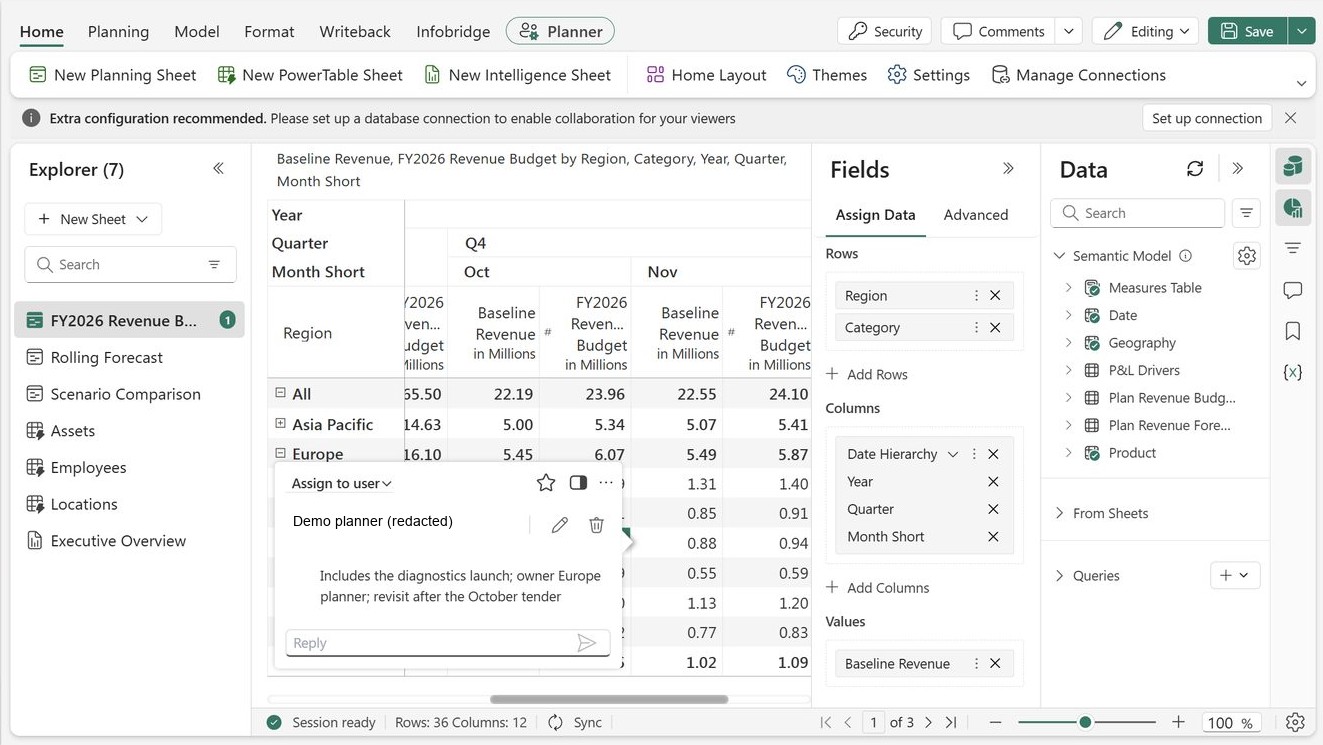 Home Planning Model Format Writeback Infobridge Planner Security Comments Editing Save
New Planning Sheet New PowerTable Sheet New Intelligence Sheet Home Layout Themes Settings Manage Connections
Extra configuration recommended. Please set up a database connection to enable collaboration for your viewers Set up connection
Explorer (7)
New Sheet
Search
FY2026 Revenue B... 1
Rolling Forecast
Scenario Comparison
Assets
Employees
Locations
Executive Overview
Baseline Revenue, FY2026 Revenue Budget by Region, Category, Year, Quarter,
Month Short
Year
Quarter Q4
Month Short Oct Nov
Region
Y2026
ven...
udget
Millions
Baseline
Revenue
in Millions
#
FY2026
Reven...
Budget
in Millions
Baseline
Revenue
in Millions
#
FY2026
Reven...
Budget
in Millions
All 65.50 22.19 23.96 22.55 24.10
Asia Pacific 14.63 5.00 5.34 5.07 5.41
Europe 16.10 5.45 6.07 5.49 5.87
1.31 1.40
0.85 0.91
0.88 0.94
0.55 0.59
1.13 1.20
0.77 0.83
1.02 1.09
Assign to user
Demo planner (redacted)
Includes the diagnostics launch; owner Europe
planner; revisit after the October tender
Reply
Session ready Rows: 36 Columns: 12 Sync 1 of 3 100 %
Fields
Assign Data Advanced
Rows
Region
Category
Add Rows
Columns
Date Hierarchy
Year
Quarter
Month Short
Add Columns
Values
Baseline Revenue
Data
Search
Semantic Model
Measures Table
Date
Geography
P&L Drivers
Plan Revenue Budg...
Plan Revenue Fore...
Product
From Sheets
Queries
{x}